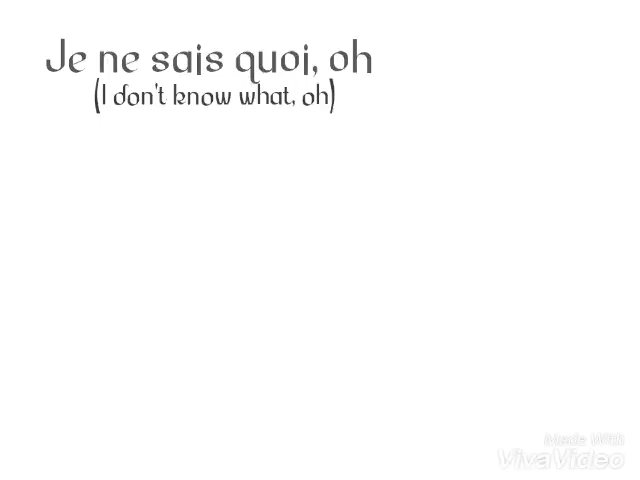 Je ne sais quoi, oh
(I don't know what, oh)
Made With
VivaVideo